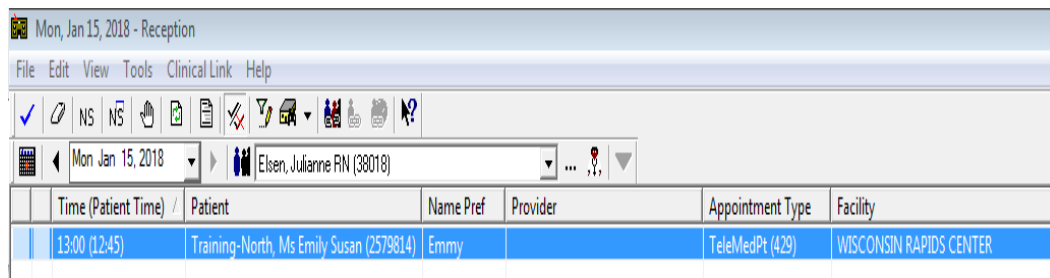 Mon, Jan 15, 2018 - Reception
File Edit View Tools Clinical Link Help
NS NS
Mon Jan 15, 2018 Elsen, Julianne RN (38018) ...
Time (Patient Time) Patient Name Pref Provider Appointment Type Facility
13:00 (12:45) Training-North, Ms Emily Susan (2579814) Emmy TeleMedPt (429) WISCONSIN RAPIDS CENTER